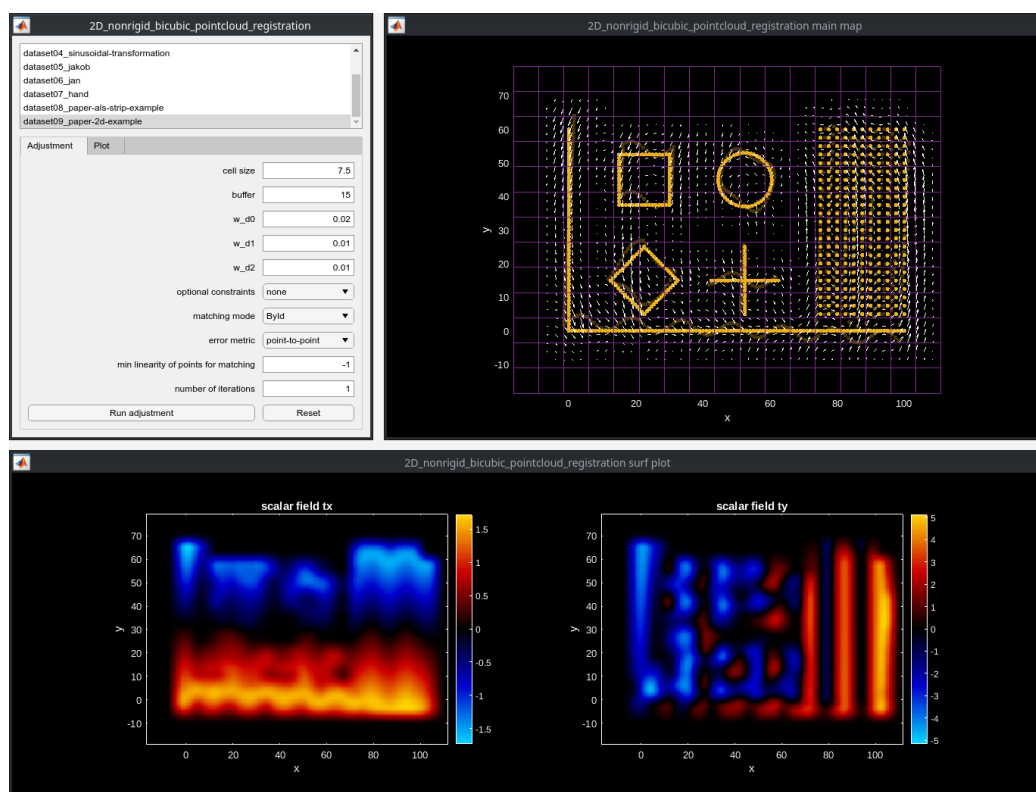 2D_nonrigid_bicubic_pointcloud_registration
dataset04_sinusoidal-transformation
dataset05_jakob
dataset06_jan
dataset07_hand
dataset08_paper-als-strip-example
dataset09_paper-2d-example
Adjustment Plot
cell size 7.5
buffer 15
w_d0 0.02
w_d1 0.01
w_d2 0.01
optional constraints none
matching mode ById
error metric point-to-point
min linearity of points for matching -1
number of iterations 1
Run adjustment Reset
2D_nonrigid_bicubic_pointcloud_registration main map
70
60
50
40
30
20
10
0
-10
y
0 20 40 60 80 100
x
2D_nonrigid_bicubic_pointcloud_registration surf plot
scalar field tx
70
60
50
40
30
20
10
0
-10
y
0 20 40 60 80 100
x
1.5
1
0.5
0
-0.5
-1
-1.5
scalar field ty
70
60
50
40
30
20
10
0
-10
y
0 20 40 60 80 100
x
5
4
3
2
1
0
-1
-2
-3
-4
-5